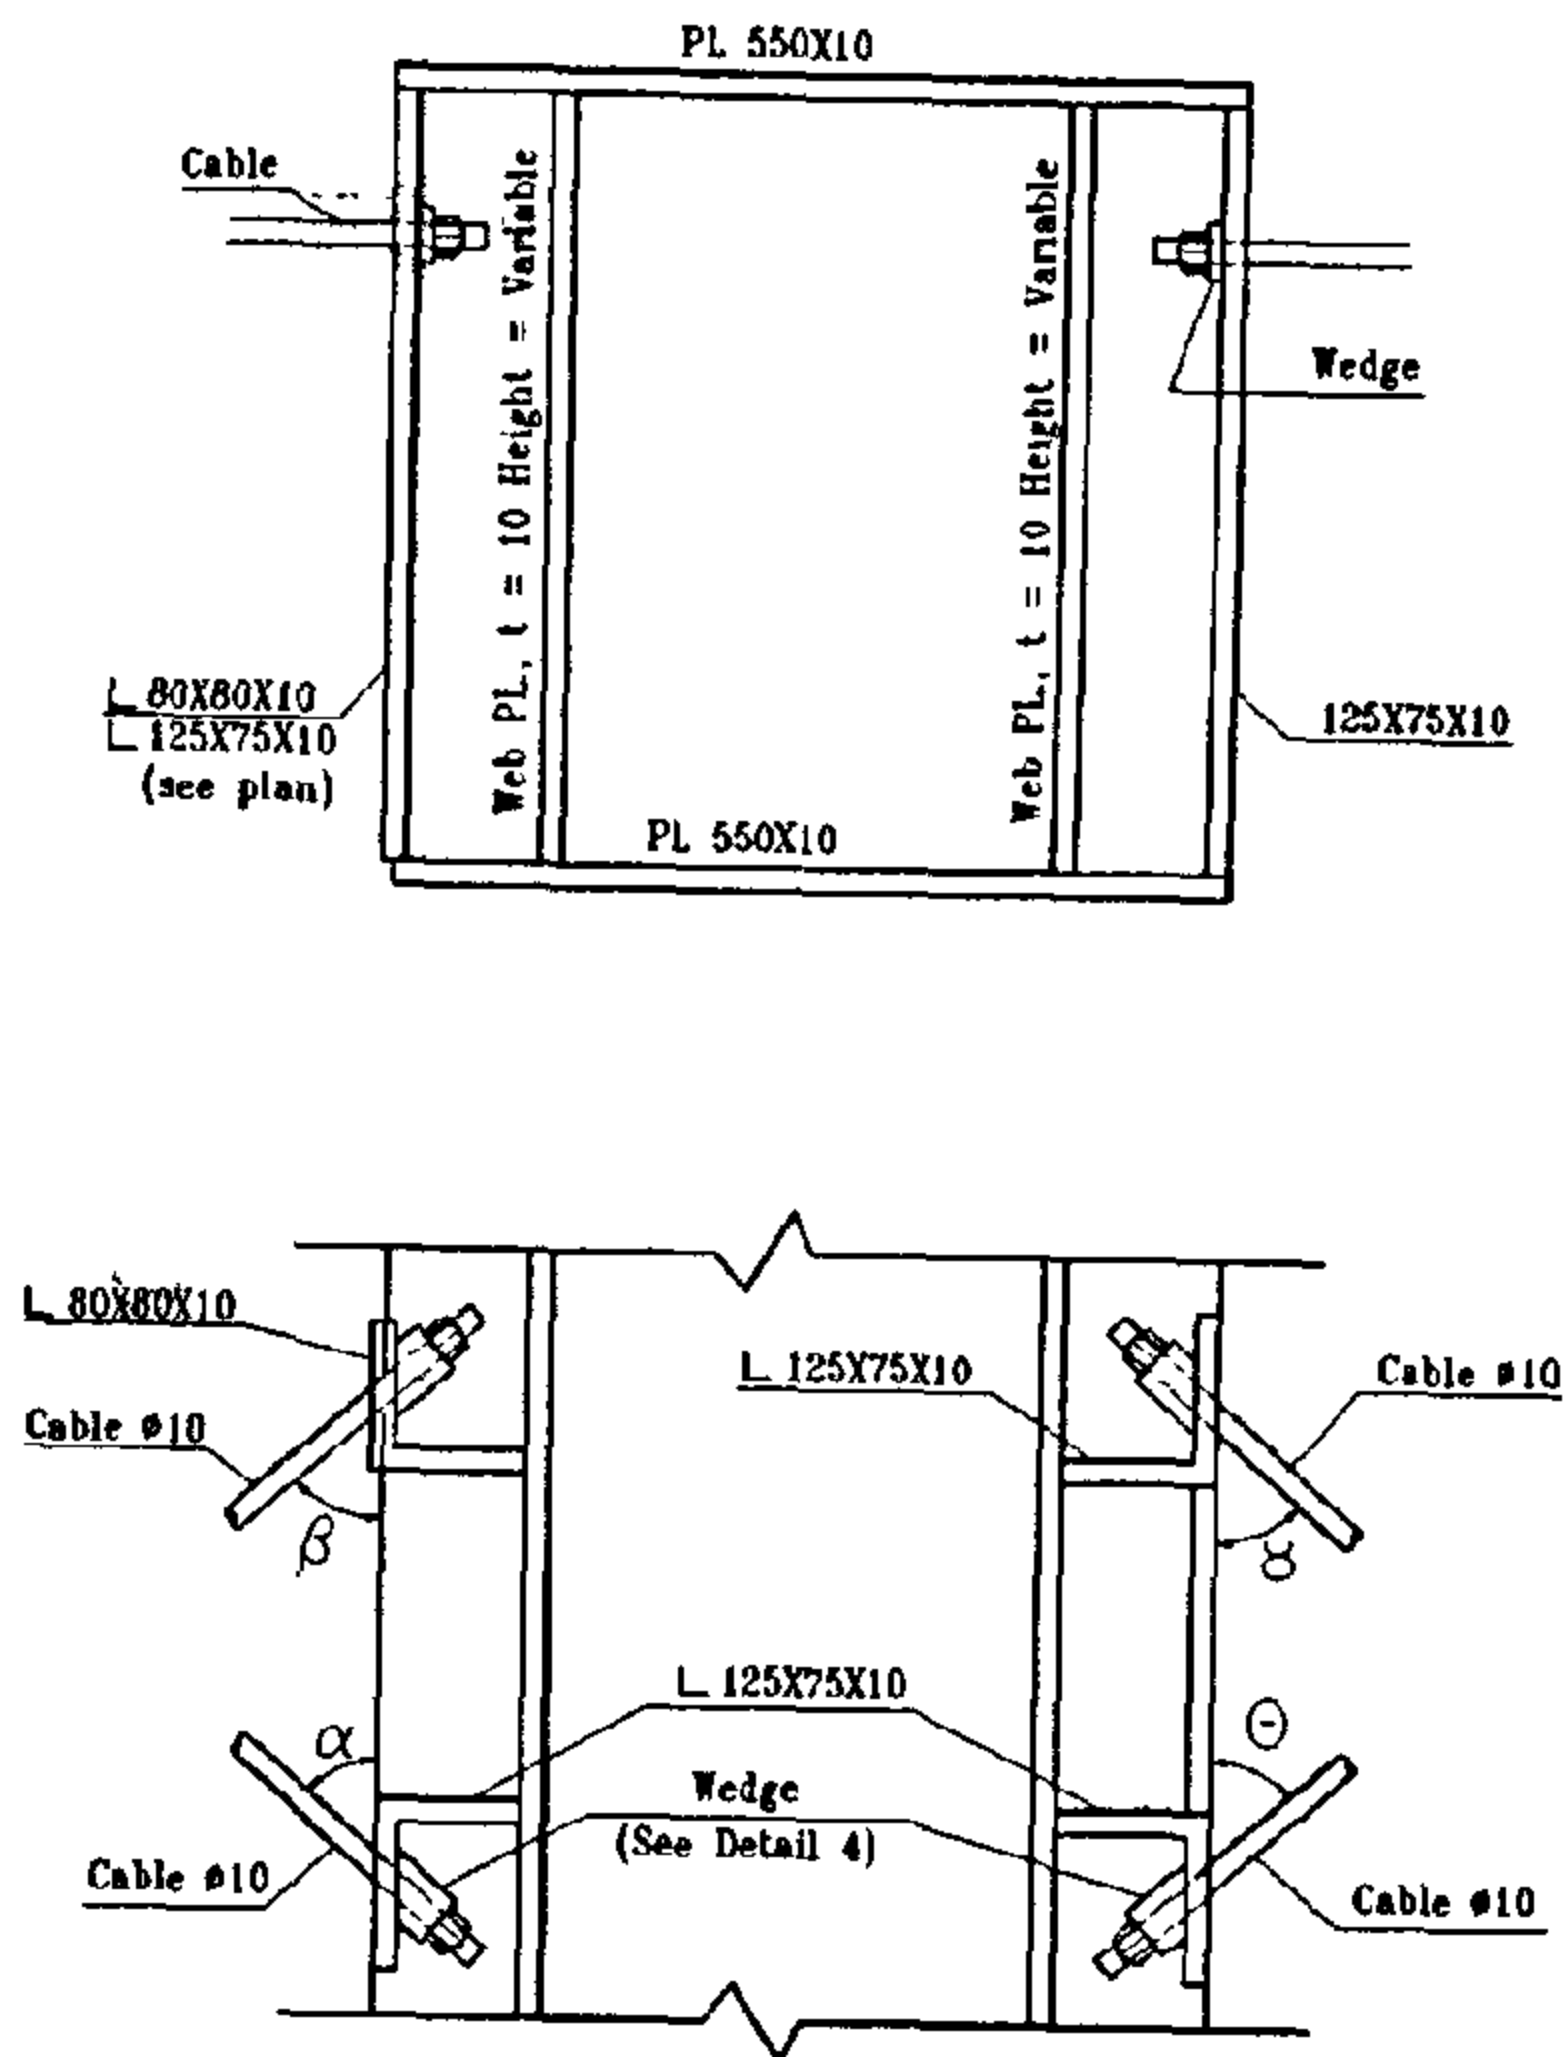 PL 550X10
Cable
Web PL, t = 10 Height = Variable
Web PL, t = 10 Height = Variable
Wedge
80X80X10
125X75X10
(see plan)
125X75X10
PL 550X10
80X80X10
Cable ø10
β
125X75X10
Cable ø10
γ
125X75X10
α
Wedge
(See Detail 4)
Θ
Cable ø10
Cable ø10